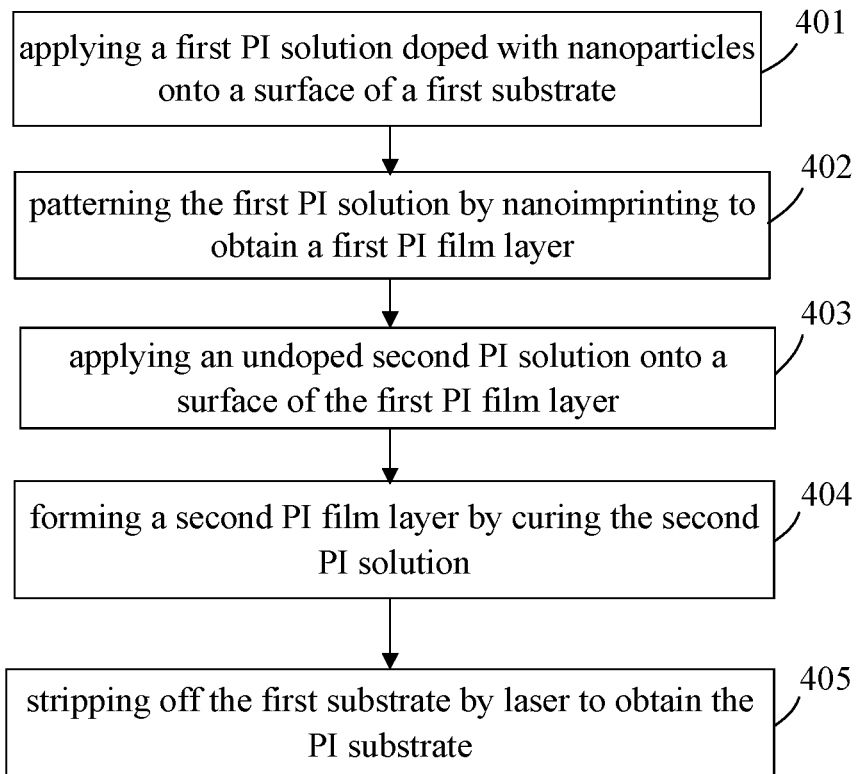 401
applying a first PI solution doped with nanoparticles
onto a surface of a first substrate
402
patterning the first PI solution by nanoimprinting to
obtain a first PI film layer
403
applying an undoped second PI solution onto a
surface of the first PI film layer
404
forming a second PI film layer by curing the second
PI solution
405
stripping off the first substrate by laser to obtain the
PI substrate